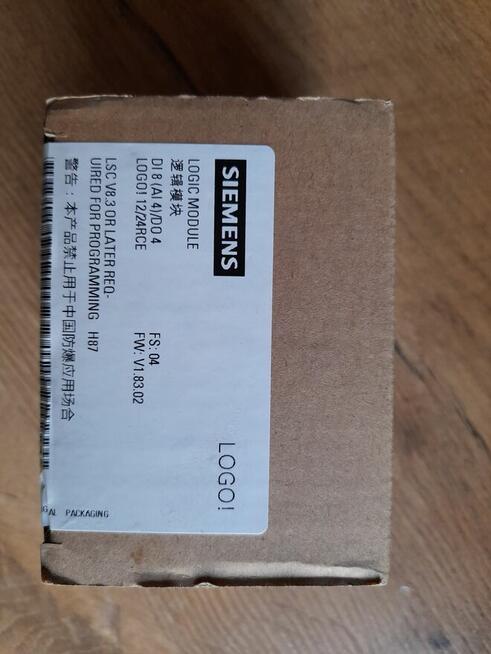 SIEMENS
LOGIC MODULE
逻辑模块
DI 8 (AI 4)/DO 4
LOGO!12/24RCE
FS: 04
FW: V1.83.02
LSC V8.3 OR LATER REQ-
UIRED FOR PROGRAMMING H87
警告：本产品禁止用于中国防爆应用场合
LOGO!
PACKAGING